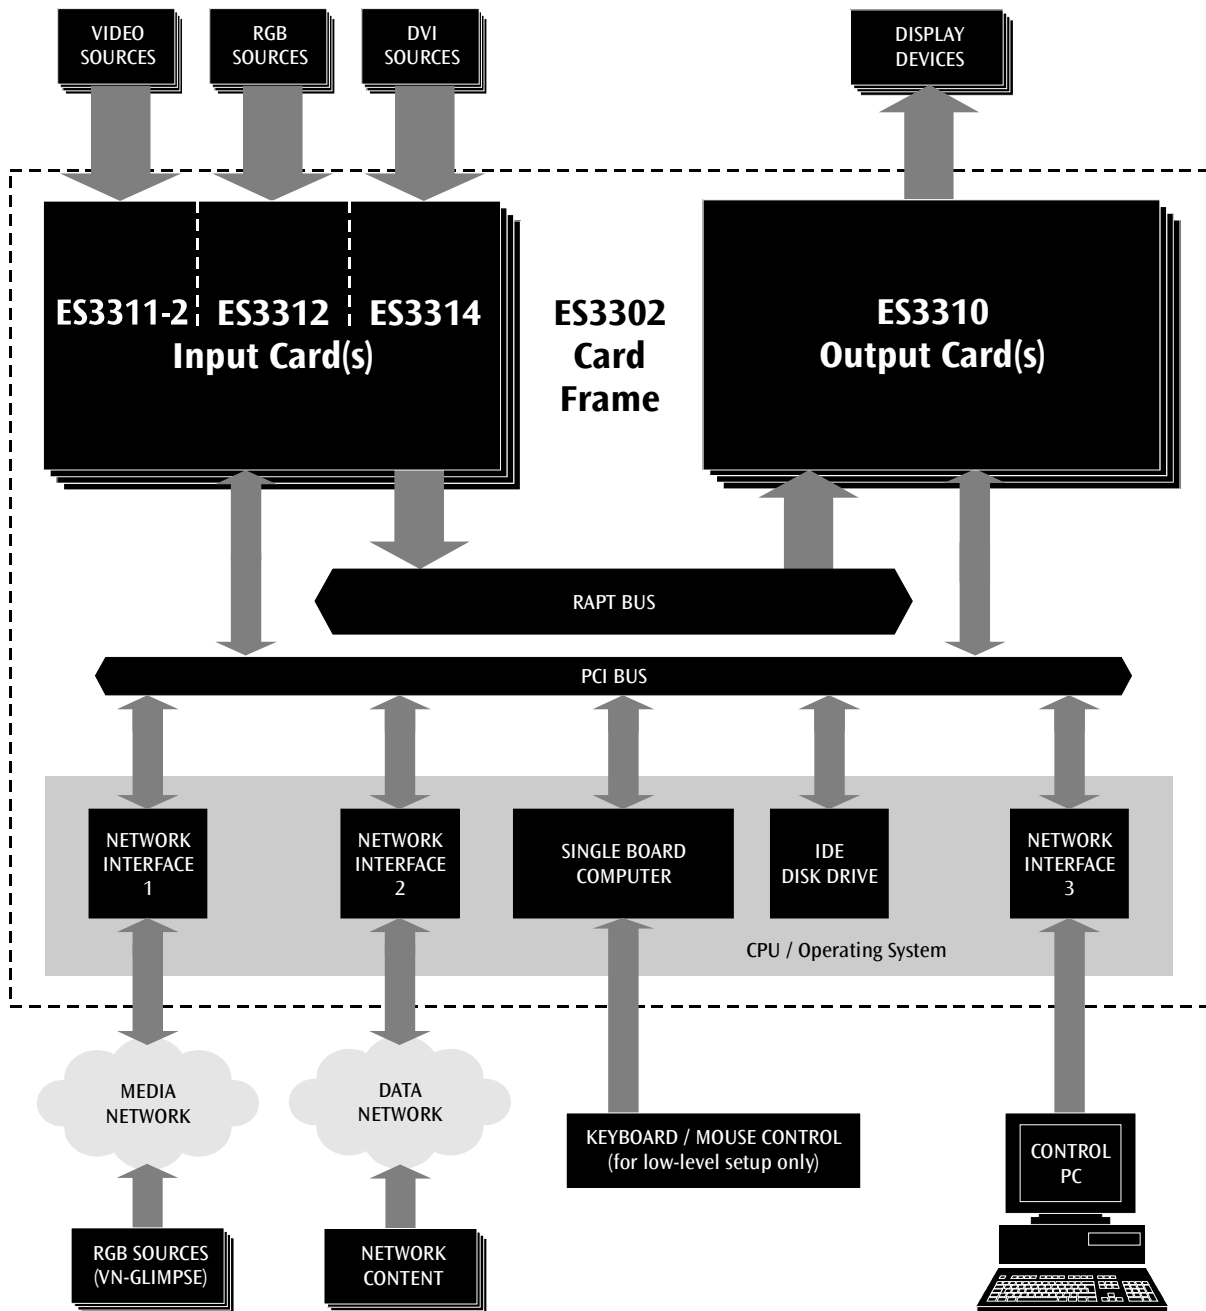 VIDEO
SOURCES
RGB
SOURCES
DVI
SOURCES
DISPLAY
DEVICES
ES3311-2
ES3312
ES3314
Input Card(s)
ES3302
Card
Frame
ES3310
Output Card(s)
RAPT BUS
PCI BUS
NETWORK
INTERFACE
1
NETWORK
INTERFACE
2
SINGLE BOARD
COMPUTER
IDE
DISK DRIVE
NETWORK
INTERFACE
3
CPU / Operating System
MEDIA
NETWORK
DATA
NETWORK
KEYBOARD / MOUSE CONTROL
(for low-level setup only)
CONTROL
PC
RGB SOURCES
(VN-GLIMPSE)
NETWORK
CONTENT